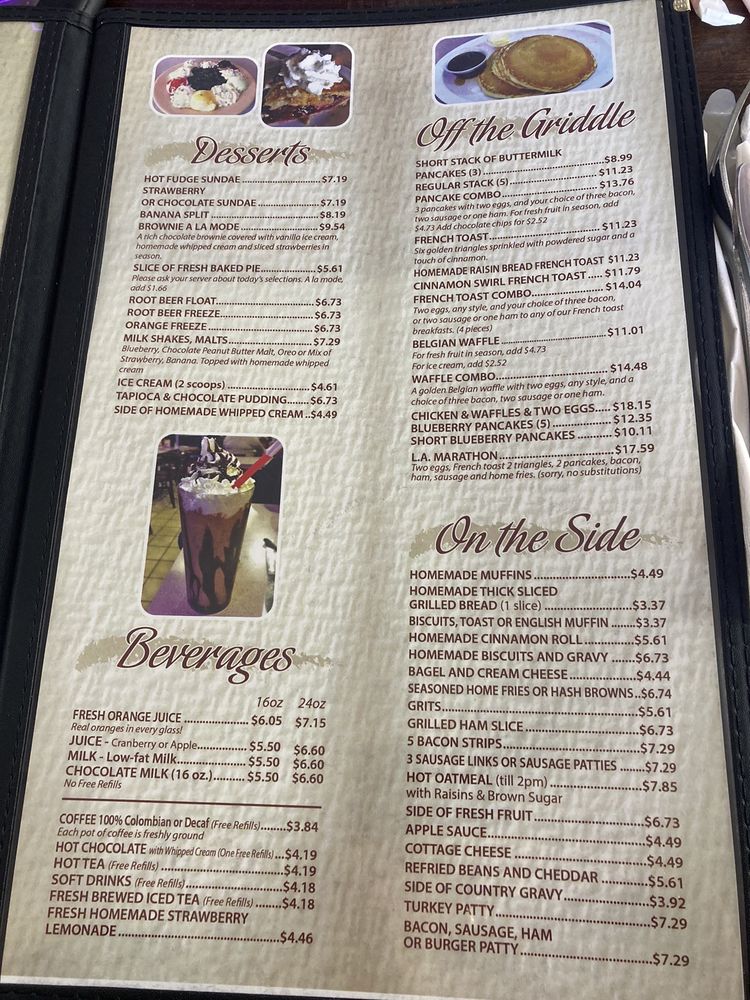 Desserts
HOT FUDGE SUNDAE ........................$7.19
STRAWBERRY
OR CHOCOLATE SUNDAE ..................$7.19
BANANA SPLIT ...............................$8.19
BROWNIE A LA MODE ........................$9.54
A rich chocolate brownie covered with vanilla ice cream,
homemade whipped cream and sliced strawberries in
season.
SLICE OF FRESH BAKED PIE.................$5.61
Please ask your server about today's selections. A la mode,
add $1.66
ROOT BEER FLOAT............................$6.73
ROOT BEER FREEZE...........................$6.73
ORANGE FREEZE ..............................$6.73
MILK SHAKES, MALTS........................$7.29
Blueberry, Chocolate Peanut Butter Malt, Oreo or Mix of
Strawberry, Banana. Topped with homemade whipped
cream
ICE CREAM (2 scoops) ......................$4.61
TAPIOCA & CHOCOLATE PUDDING.......$6.73
SIDE OF HOMEMADE WHIPPED CREAM ..$4.49
Beverages
16oz 24oz
FRESH ORANGE JUICE ................ $6.05 $7.15
Real oranges in every glass!
JUICE - Cranberry or Apple................ $5.50 $6.60
MILK - Low-fat Milk..................... $5.50 $6.60
CHOCOLATE MILK (16 oz.).......... $5.50 $6.60
No Free Refills
COFFEE 100% Colombian or Decaf (Free Refills)........$3.84
Each pot of coffee is freshly ground
HOT CHOCOLATE with Whipped Cream (One Free Refills)....$4.19
HOT TEA (Free Refills) ..............................$4.19
SOFT DRINKS (Free Refills)........................$4.18
FRESH BREWED ICED TEA (Free Refills) ........$4.18
FRESH HOMEMADE STRAWBERRY
LEMONADE ........................................$4.46
Off the Griddle
SHORT STACK OF BUTTERMILK
PANCAKES (3) ..............................$8.99
REGULAR STACK (5)......................$11.23
PANCAKE COMBO........................$13.76
3 pancakes with two eggs, and your choice of three bacon,
two sausage or one ham. For fresh fruit in season, add
$4.73 Add chocolate chips for $2.52
FRENCH TOAST............................$11.23
Six golden triangles sprinkled with powdered sugar and a
touch of cinnamon.
HOMEMADE RAISIN BREAD FRENCH TOAST $11.23
CINNAMON SWIRL FRENCH TOAST ..... $11.79
FRENCH TOAST COMBO.................. $14.04
Two eggs, any style, and your choice of three bacon,
or two sausage or one ham to any of our French toast
breakfasts. (4 pieces)
BELGIAN WAFFLE ..........................$11.01
For fresh fruit in season, add $4.73
For ice cream, add $2.52
WAFFLE COMBO............................ $14.48
A golden Belgian waffle with two eggs, any style, and a
choice of three bacon, two sausage or one ham.
CHICKEN & WAFFLES & TWO EGGS..... $18.15
BLUEBERRY PANCAKES (5) .............. $12.35
SHORT BLUEBERRY PANCAKES .......... $10.11
L.A. MARATHON ............................$17.59
Two eggs, French toast 2 triangles, 2 pancakes, bacon,
ham, sausage and home fries. (sorry, no substitutions)
On the Side
HOMEMADE MUFFINS .........................$4.49
HOMEMADE THICK SLICED
GRILLED BREAD (1 slice) .......................$3.37
BISCUITS, TOAST OR ENGLISH MUFFIN ........$3.37
HOMEMADE CINNAMON ROLL ...............$5.61
HOMEMADE BISCUITS AND GRAVY .......$6.73
BAGEL AND CREAM CHEESE..................$4.44
SEASONED HOME FRIES OR HASH BROWNS..$6.74
GRITS.............................................$5.61
GRILLED HAM SLICE ...........................$6.73
5 BACON STRIPS................................$7.29
3 SAUSAGE LINKS OR SAUSAGE PATTIES .......$7.29
HOT OATMEAL (till 2pm).......................$7.85
with Raisins & Brown Sugar
SIDE OF FRESH FRUIT...........................$6.73
APPLE SAUCE....................................$4.49
COTTAGE CHEESE ..............................$4.49
REFRIED BEANS AND CHEDDAR ...........$5.61
SIDE OF COUNTRY GRAVY....................$3.92
TURKEY PATTY..................................$7.29
BACON, SAUSAGE, HAM
OR BURGER PATTY..............................$7.29